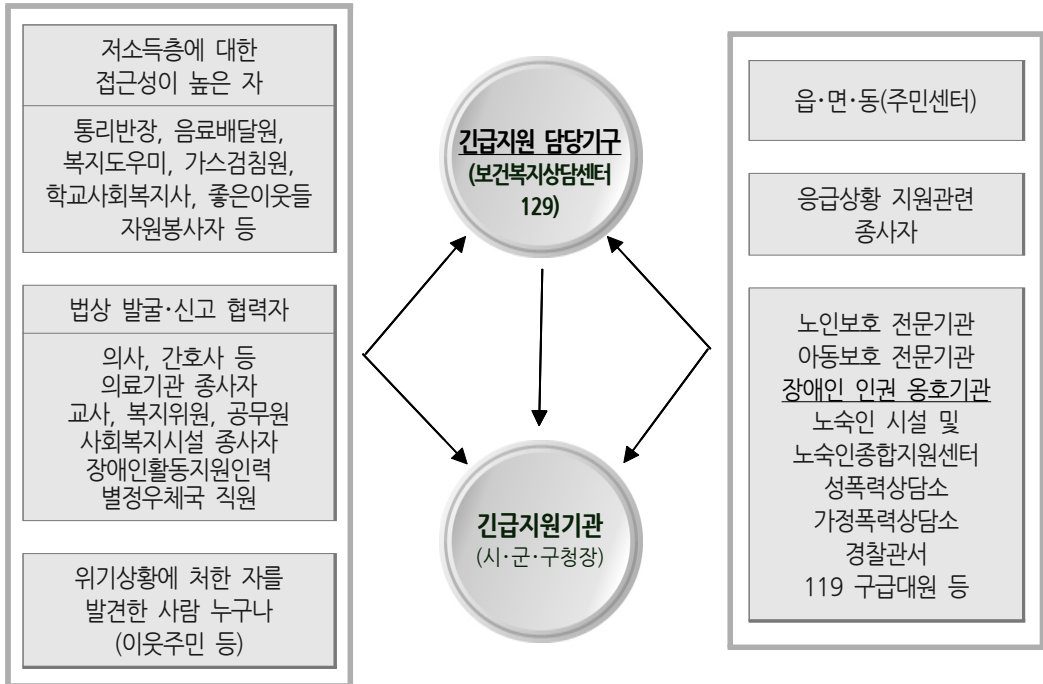 저소득층에 대한
접근성이 높은 자
통리반장, 음료배달원,
복지도우미, 가스검침원,
학교사회복지사, 좋은이웃들
자원봉사자 등
법상 발굴·신고 협력자
의사, 간호사 등
의료기관 종사자
교사, 복지위원, 공무원
사회복지시설 종사자
장애인활동지원인력
별정우체국 직원
위기상황에 처한 자를
발견한 사람 누구나
(이웃주민 등)
긴급지원 담당기구
(보건복지상담센터
129)
긴급지원기관
(시·군·구청장)
읍·면·동(주민센터)
응급상황 지원관련
종사자
노인보호 전문기관
아동보호 전문기관
장애인 인권 옹호기관
노숙인 시설 및
노숙인종합지원센터
성폭력상담소
가정폭력상담소
경찰관서
119 구급대원 등